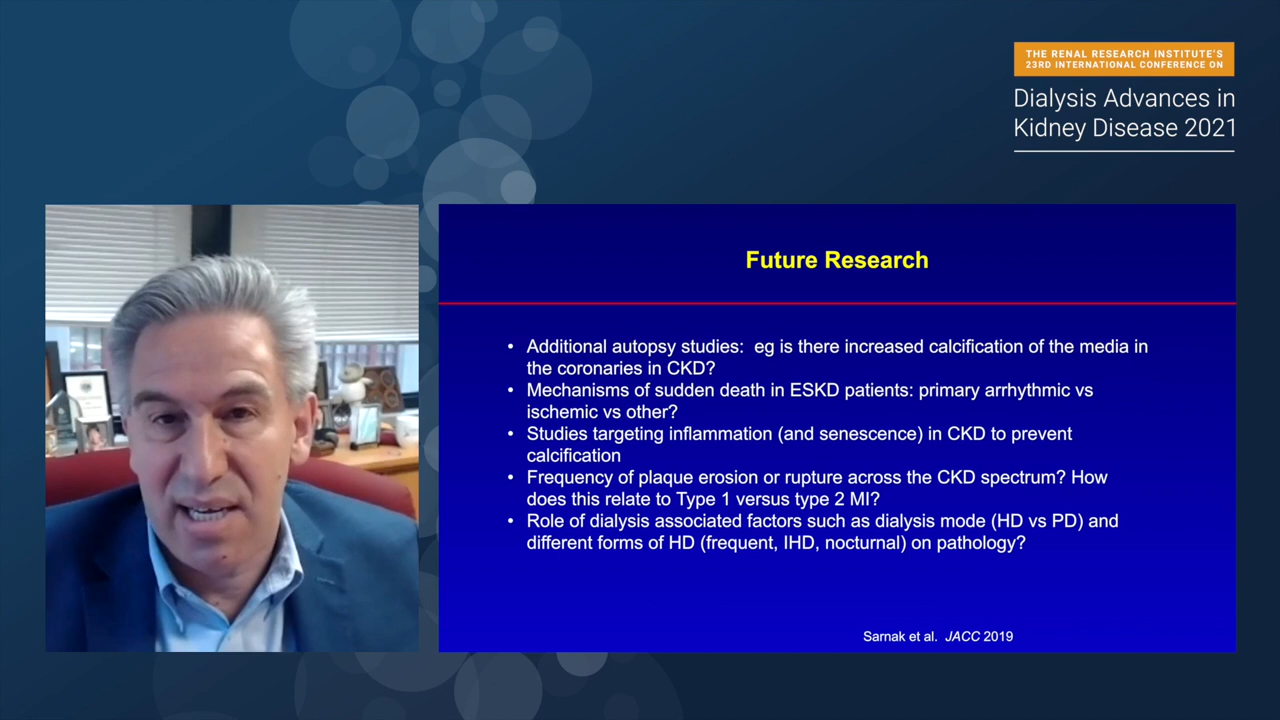 THE RENAL RESEARCH INSTITUTE'S
23RD INTERNATIONAL CONFERENCE ON
Dialysis Advances in
Kidney Disease 2021
Future Research
• Additional autopsy studies: eg is there increased calcification of the media in
the coronaries in CKD?
• Mechanisms of sudden death in ESKD patients: primary arrhythmic vs
ischemic vs other?
• Studies targeting inflammation (and senescence) in CKD to prevent
calcification
• Frequency of plaque erosion or rupture across the CKD spectrum? How
does this relate to Type 1 versus type 2 MI?
• Role of dialysis associated factors such as dialysis mode (HD vs PD) and
different forms of HD (frequent, IHD, nocturnal) on pathology?
Sarnak et al. JACC 2019